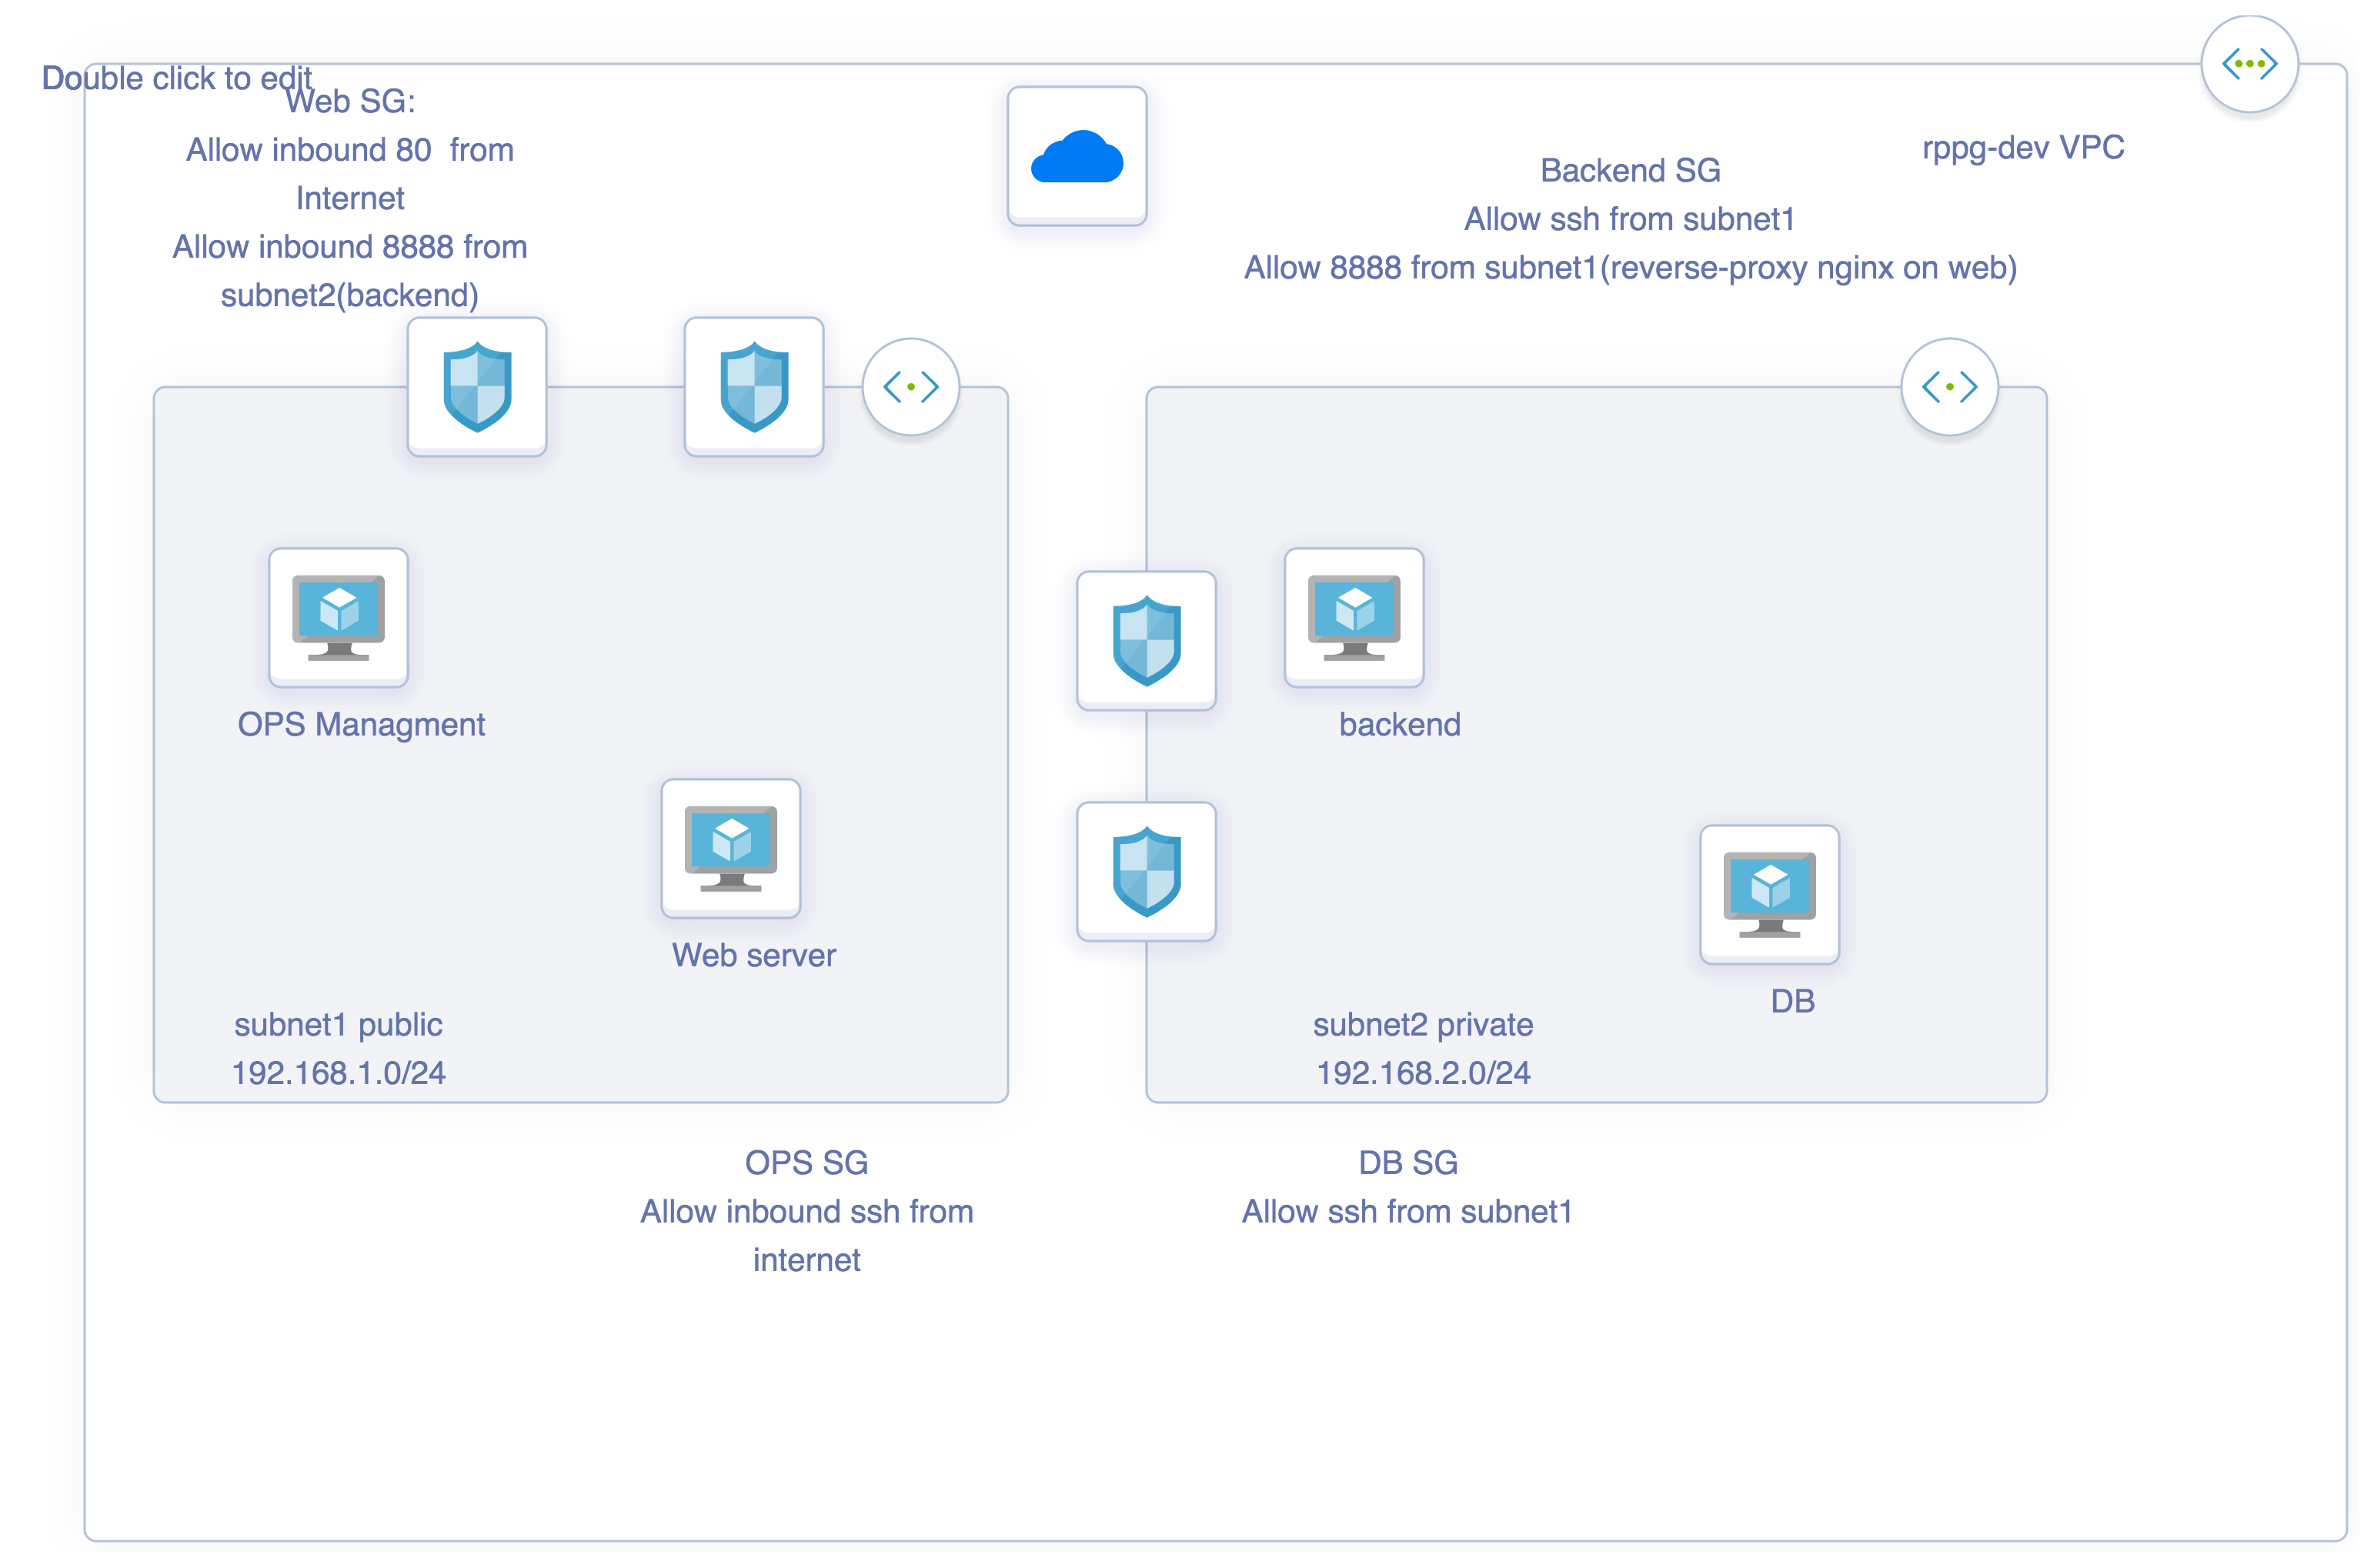 Double click to edit
Web SG:
Allow inbound 80  from
Internet
Allow inbound 8888 from
subnet2(backend)
rppg-dev VPC
Backend SG
Allow ssh from subnet1
Allow 8888 from subnet1(reverse-proxy nginx on web)
OPS Managment
Web server
subnet1 public
192.168.1.0/24
backend
DB
subnet2 private
192.168.2.0/24
OPS SG
Allow inbound ssh from
internet
DB SG
Allow ssh from subnet1